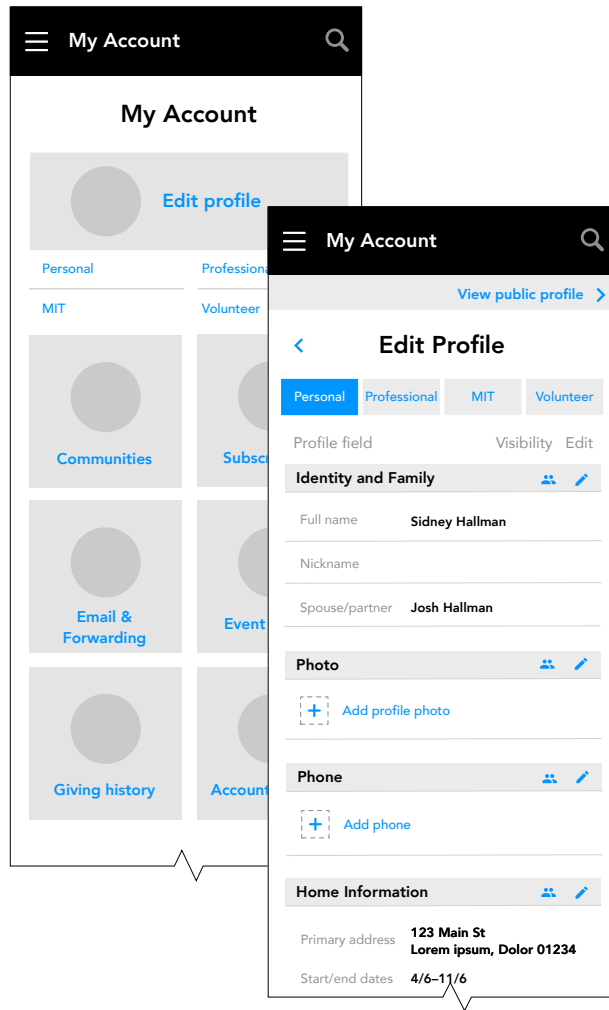 My Account
My Account
Edit profile
Personal
MIT
Volunteer
Communities
Email &
Forwarding
Event
Giving history
Account
My Account
View public profile
Edit Profile
Personal Professional MIT Volunteer
Profile field Visibility Edit
Identity and Family
Full name Sidney Hallman
Nickname
Spouse/partner Josh Hallman
Photo
Add profile photo
Phone
Add phone
Home Information
Primary address 123 Main St
Lorem ipsum, Dolor 01234
Start/end dates 4/6–11/6